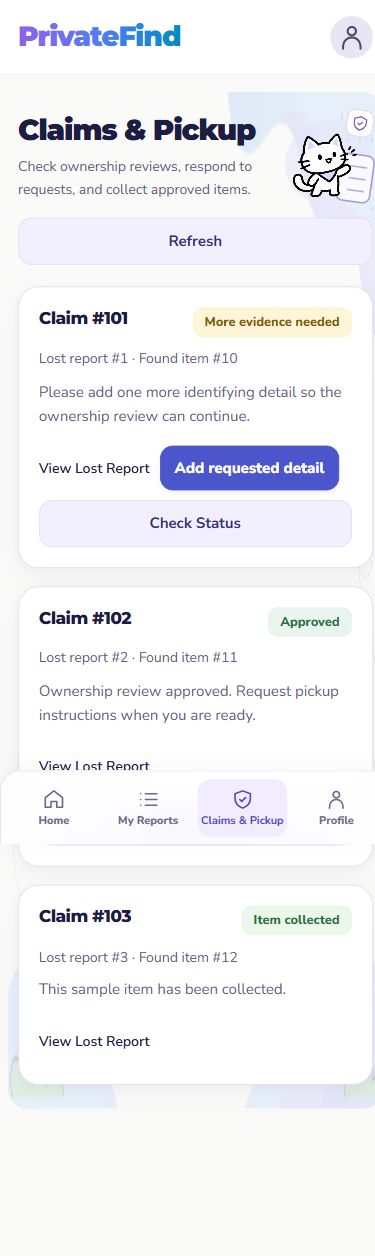 PrivateFind
Claims & Pickup
Check ownership reviews, respond to
requests, and collect approved items.
Refresh
Claim #101
More evidence needed
Lost report #1 · Found item #10
Please add one more identifying detail so the
ownership review can continue.
View Lost Report
Add requested detail
Check Status
Claim #102
Approved
Lost report #2 · Found item #11
Ownership review approved. Request pickup
instructions when you are ready.
View Lost Report
Home
My Reports
Claims & Pickup
Profile
Claim #103
Item collected
Lost report #3 · Found item #12
This sample item has been collected.
View Lost Report